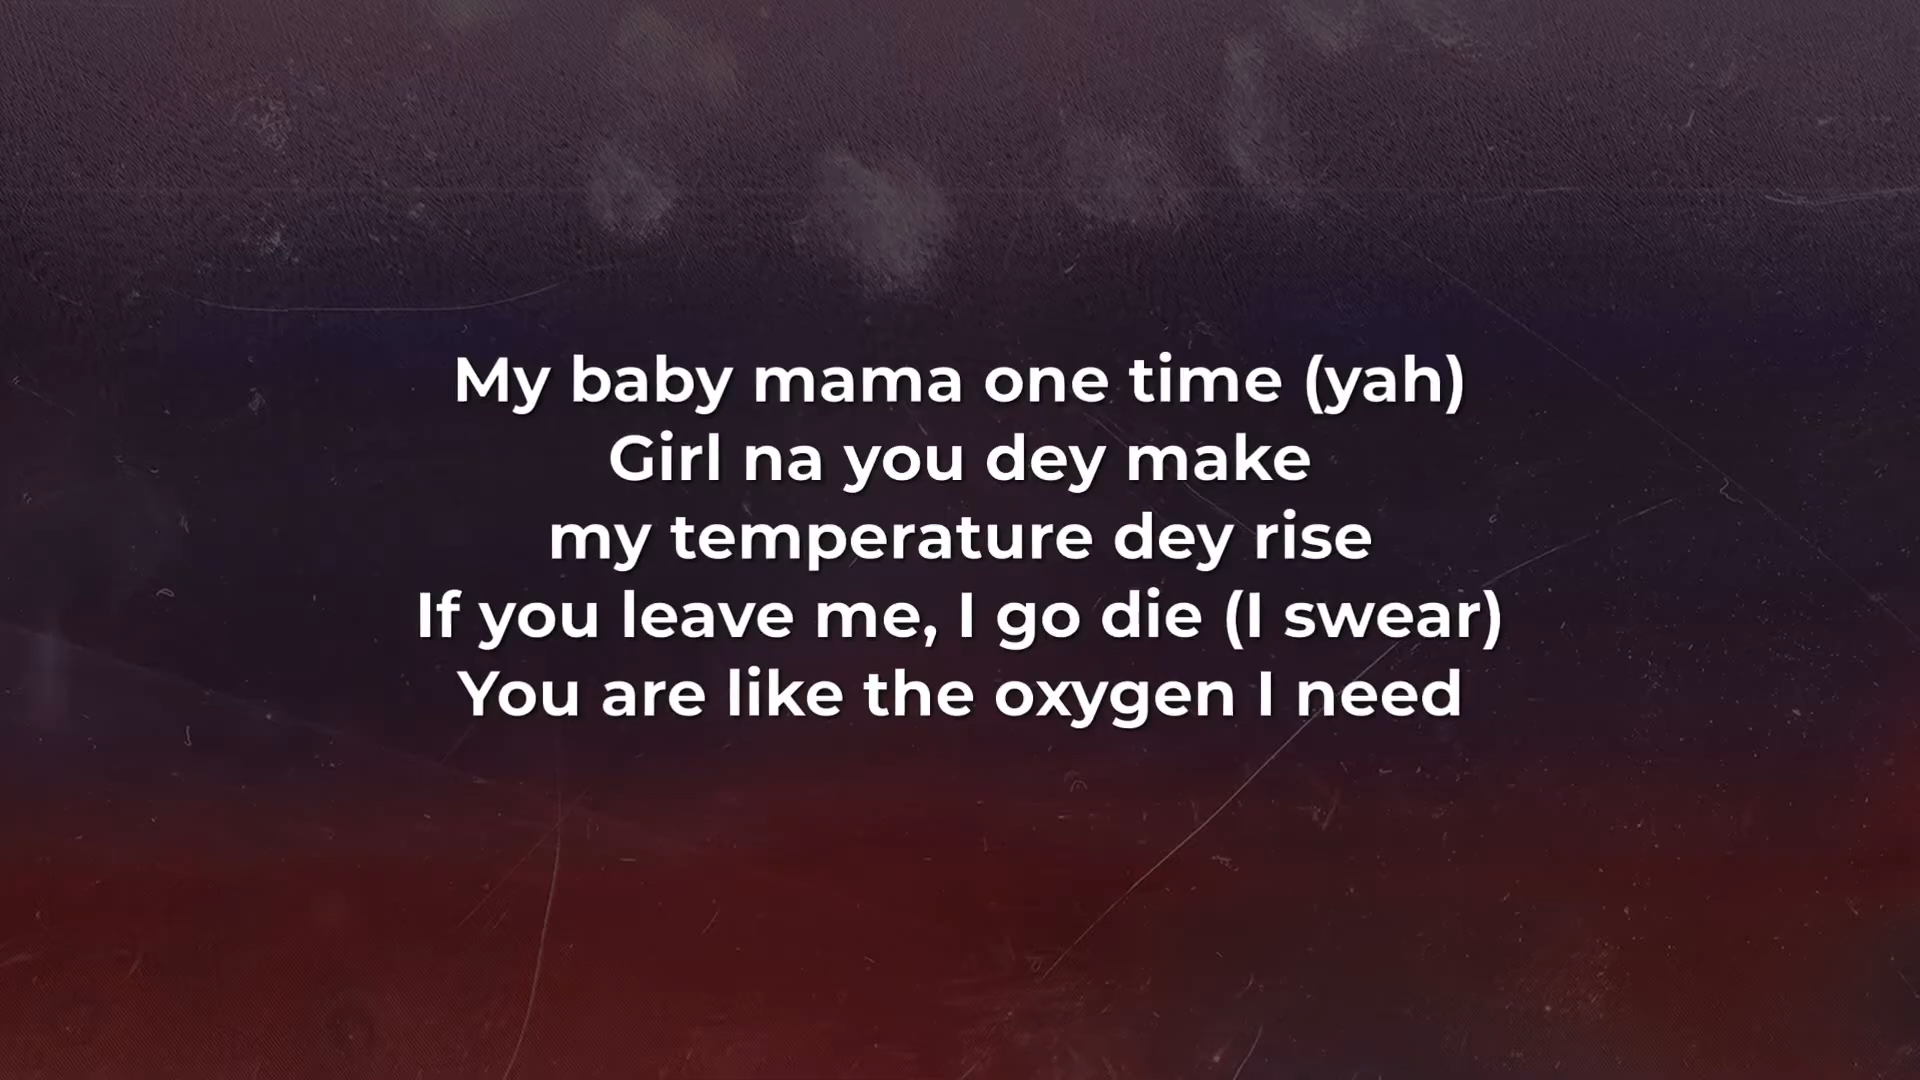 My baby mama one time (yah)
Girl na you dey make
my temperature dey rise
If you leave me, I go die (I swear)
You are like the oxygen I need